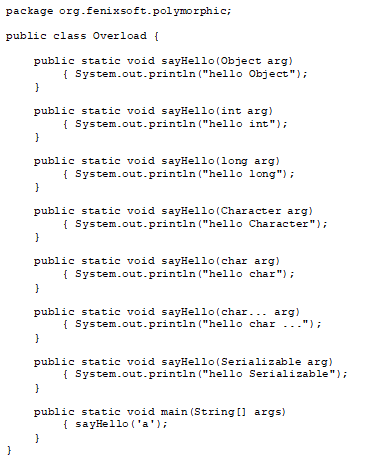 package org.fenixsoft.polymorphic;
public class Overload {
public static void sayHello(Object arg)
{ System.out.println("hello Object");
}
public static void sayHello(int arg)
{ System.out.println("hello int");
}
public static void sayHello(long arg)
{ System.out.println("hello long");
}
public static void sayHello(Character arg)
{ System.out.println("hello Character");
}
public static void sayHello(char arg)
{ System.out.println("hello char");
}
public static void sayHello(char... arg)
{ System.out.println("hello char ...");
}
public static void sayHello(Serializable arg)
{ System.out.println("hello Serializable");
}
public static void main(String[] args)
{ sayHello('a');
}
}